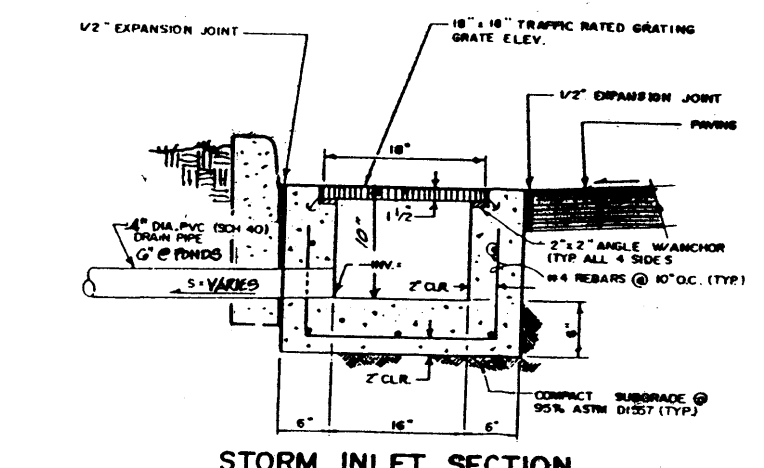 1/2" EXPANSION JOINT
18" x 18" TRAFFIC RATED GRATING
GRATE ELEV.
1/2" EXPANSION JOINT
PAVING
18"
1 1/2"
10"
4" DIA. PVC (SCH 40)
DRAIN PIPE
6" @ PONDS
S = VARIES
INV. =
2" CLR.
2" x 2" ANGLE W/ANCHOR
(TYP. ALL 4 SIDES
#4 REBARS @ 10" O.C. (TYP.)
6"
2" CLR.
COMPACT SUBGRADE @
95% ASTM D1557 (TYP.)
6"
16"
6"
STORM INLET SECTION